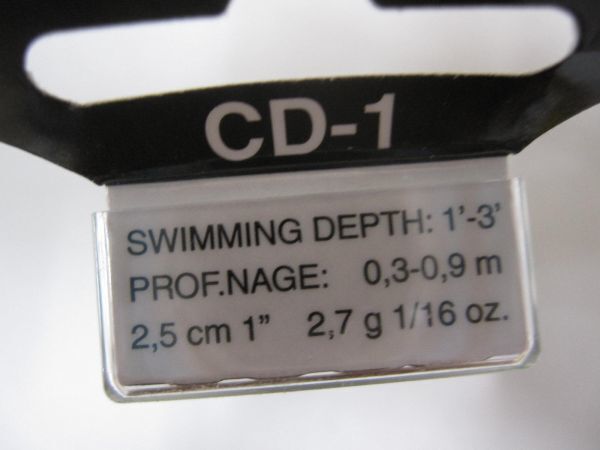 CD-1
SWIMMING DEPTH: 1'-3'
PROF.NAGE: 0,3-0,9 m
2,5 cm 1" 2,7 g 1/16 oz.